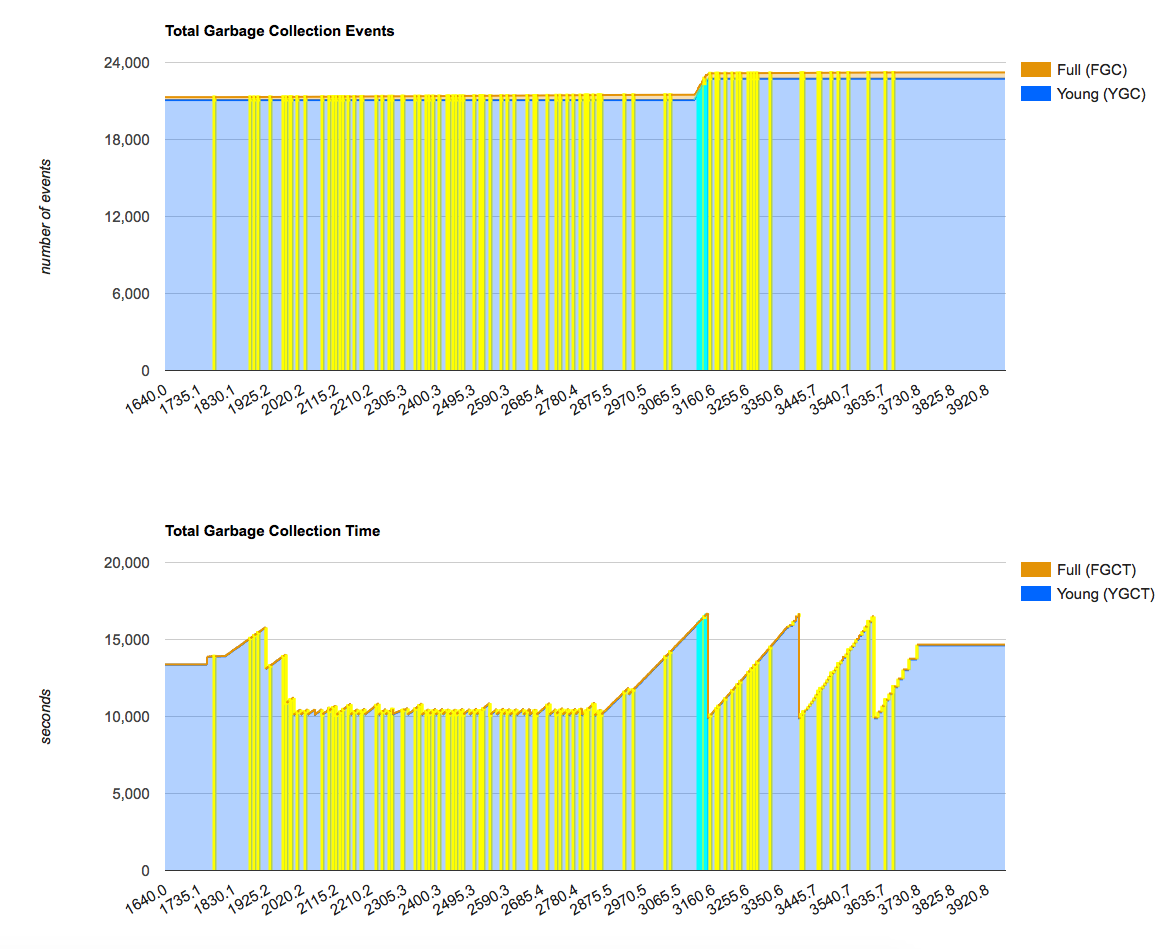 Total Garbage Collection Events
24,000
18,000
12,000
6,000
0
number of events
1640.0 1735.1 1830.1 1925.2 2020.2 2115.2 2210.2 2305.3 2400.3 2495.3 2590.3 2685.4 2780.4 2875.5 2970.5 3065.5 3160.6 3255.6 3350.6 3445.7 3540.7 3635.7 3730.8 3825.8 3920.8
Full (FGC)
Young (YGC)
Total Garbage Collection Time
20,000
15,000
10,000
5,000
0
seconds
1640.0 1735.1 1830.1 1925.2 2020.2 2115.2 2210.2 2305.3 2400.3 2495.3 2590.3 2685.4 2780.4 2875.5 2970.5 3065.5 3160.6 3255.6 3350.6 3445.7 3540.7 3635.7 3730.8 3825.8 3920.8
Full (FGCT)
Young (YGCT)